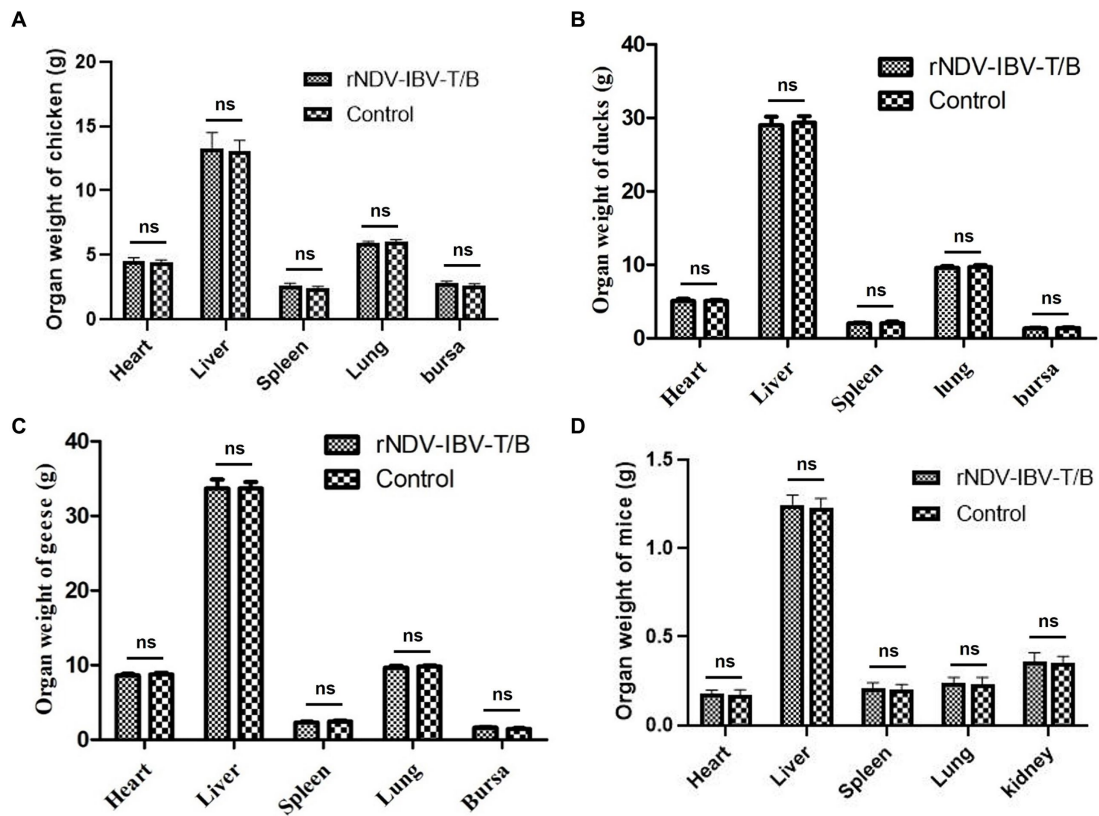 A
Organ weight of chicken (g)
20
15
10
5
0
rNDV-IBV-T/B
Control
ns
ns
ns
ns
ns
Heart
Liver
Spleen
Lung
bursa
B
Organ weight of ducks (g)
40
30
20
10
0
rNDV-IBV-T/B
Control
ns
ns
ns
ns
ns
Heart
Liver
Spleen
lung
bursa
C
Organ weight of geese (g)
40
30
20
10
0
rNDV-IBV-T/B
Control
ns
ns
ns
ns
ns
Heart
Liver
Spleen
Lung
Bursa
D
Organ weight of mice (g)
1.5
1.0
0.5
0.0
rNDV-IBV-T/B
Control
ns
ns
ns
ns
ns
Heart
Liver
Spleen
Lung
kidney